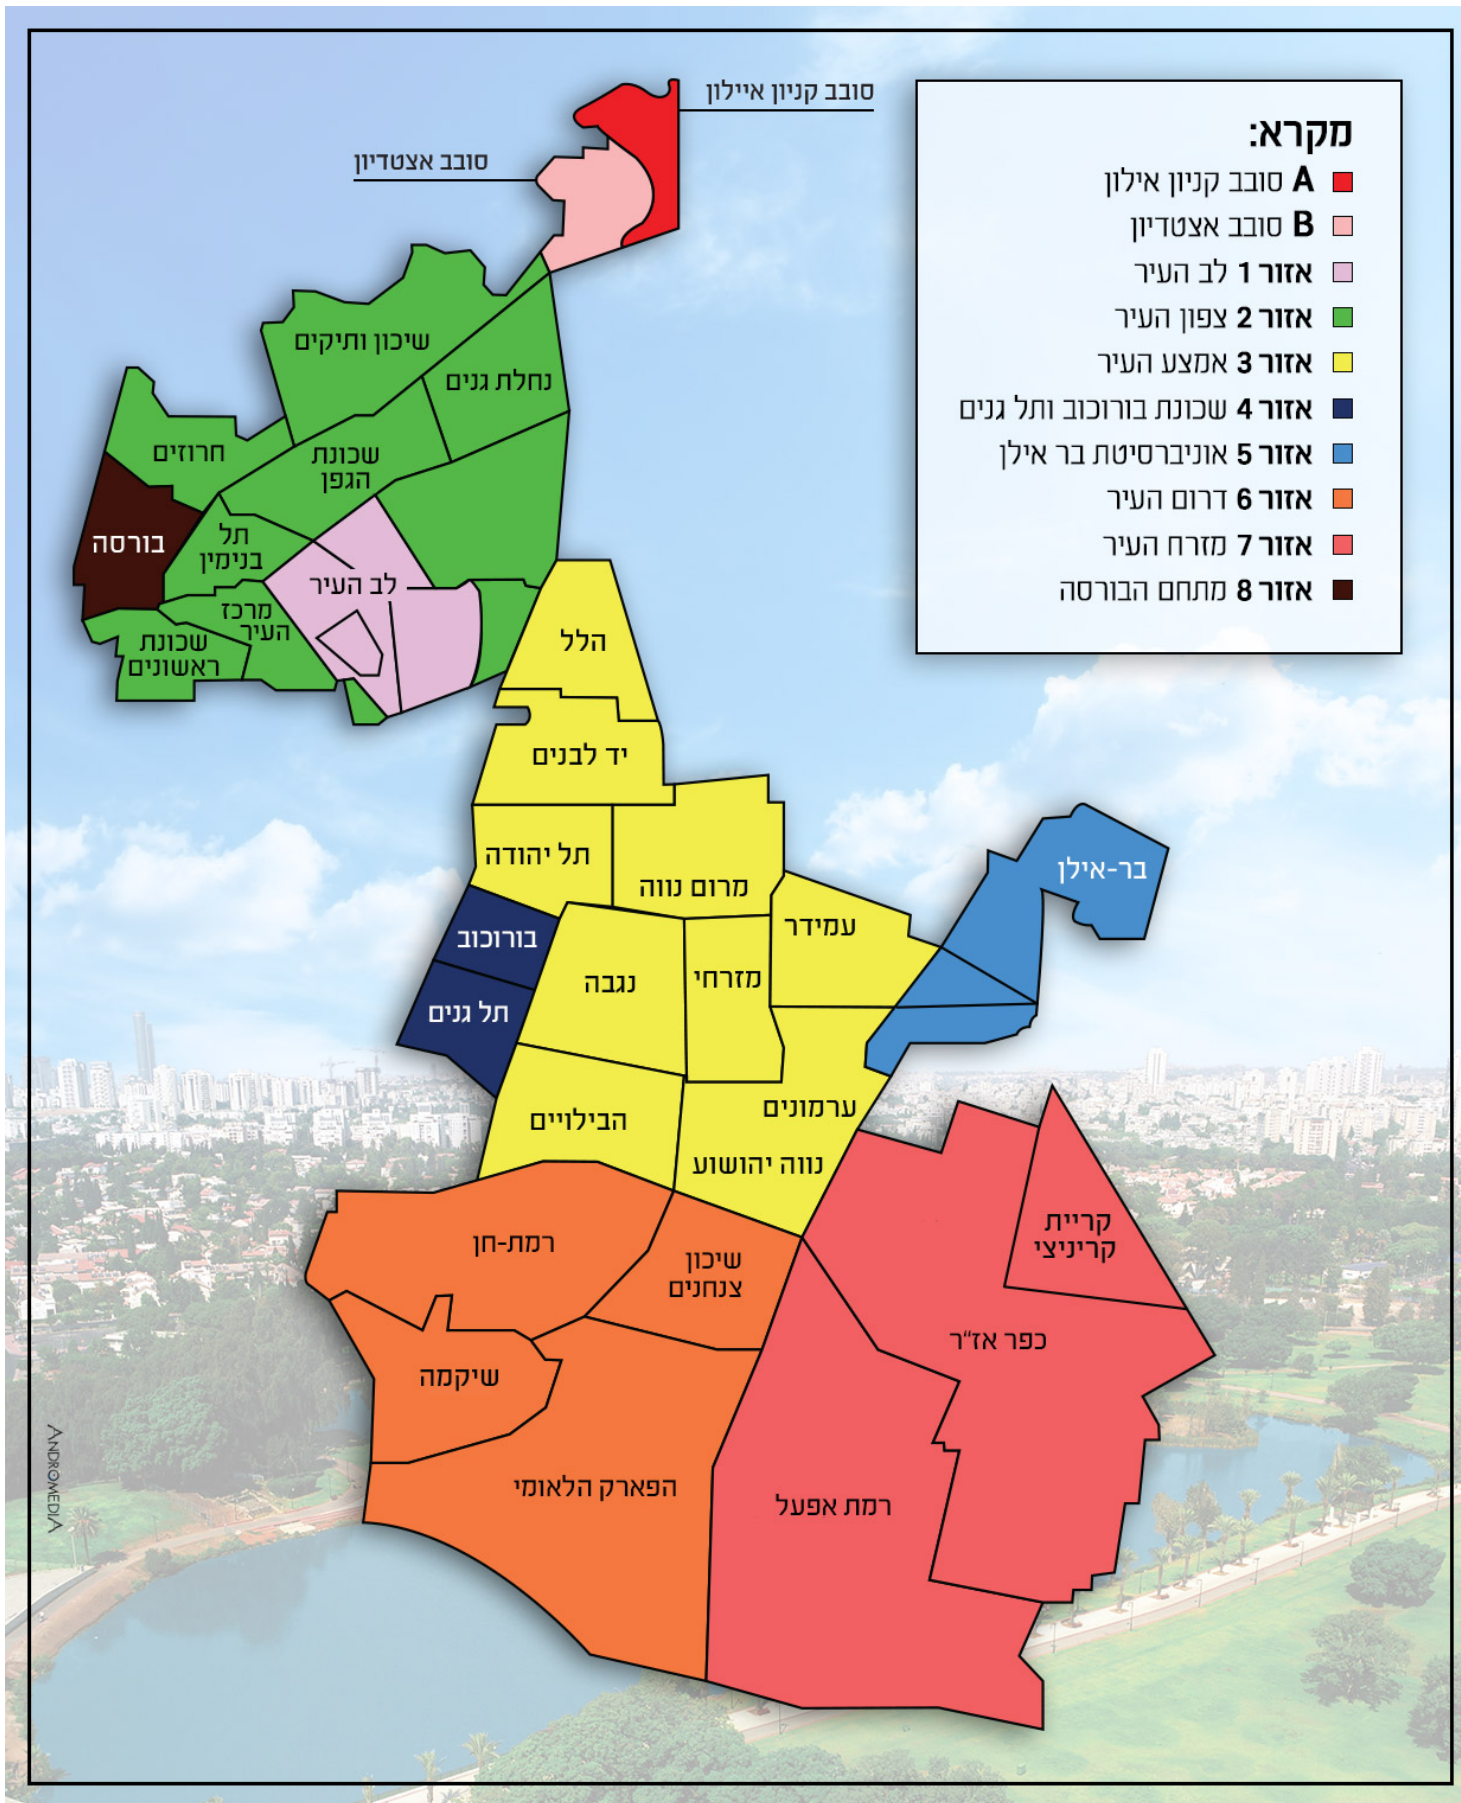 סובב קניון איילון
סובב אצטדיון
מקרא:
A סובב קניון אילון
B סובב אצטדיון
אזור 1 לב העיר
אזור 2 צפון העיר
אזור 3 אמצע העיר
אזור 4 שכונת בורוכוב ותל גנים
אזור 5 אוניברסיטת בר אילן
אזור 6 דרום העיר
אזור 7 מזרח העיר
אזור 8 מתחם הבורסה
שיכון ותיקים
נחלת גנים
חרוזים
שכונת
הגפן
בורסה
תל
בנימין
לב העיר
מרכז
העיר
שכונת
ראשונים
הלל
יד לבנים
תל יהודה
מרום נווה
בר-אילן
עמידר
בורוכוב
נגבה
מזרחי
תל גנים
ערמונים
הבילויים
נווה יהושוע
קריית
קריניצי
רמת-חן
שיכון
צנחנים
כפר אז"ר
שיקמה
הפארק הלאומי
רמת אפעל
ANDROMEDIA